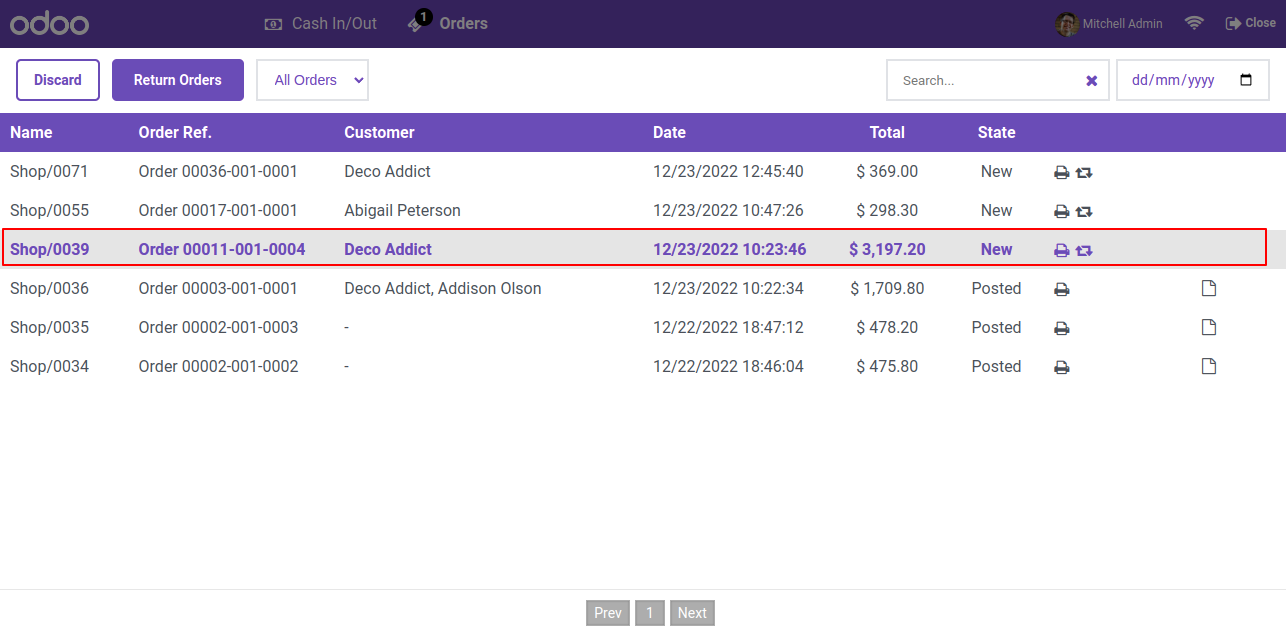 odoo Cash In/Out 1 Orders Mitchell Admin Close
Discard Return Orders All Orders Search... dd/mm/yyyy
Name Order Ref. Customer Date Total State
Shop/0071 Order 00036-001-0001 Deco Addict 12/23/2022 12:45:40 $ 369.00 New
Shop/0055 Order 00017-001-0001 Abigail Peterson 12/23/2022 10:47:26 $ 298.30 New
Shop/0039 Order 00011-001-0004 Deco Addict 12/23/2022 10:23:46 $ 3,197.20 New
Shop/0036 Order 00003-001-0001 Deco Addict, Addison Olson 12/23/2022 10:22:34 $ 1,709.80 Posted
Shop/0035 Order 00002-001-0003 - 12/22/2022 18:47:12 $ 478.20 Posted
Shop/0034 Order 00002-001-0002 - 12/22/2022 18:46:04 $ 475.80 Posted
Prev 1 Next